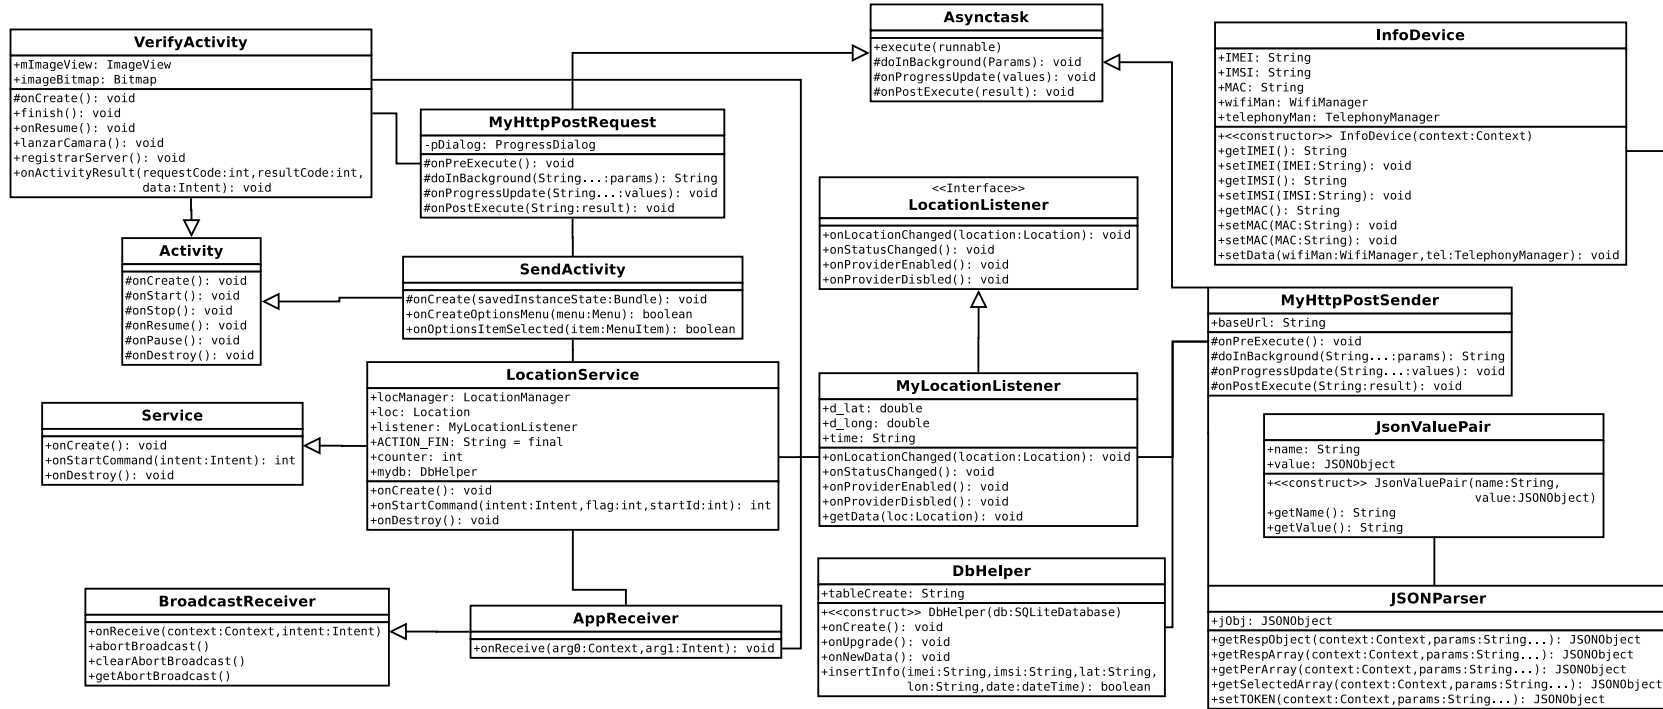 VerifyActivity
+mImageView: ImageView
+imageBitmap: Bitmap
#onCreate(): void
+finish(): void
+onResume(): void
+lanzarCamara(): void
+registrarServer(): void
+onActivityResult(requestCode:int,resultCode:int,
data:Intent): void
Activity
#onCreate(): void
#onStart(): void
#onStop(): void
#onResume(): void
#onPause(): void
#onDestroy(): void
Service
+onCreate(): void
+onStartCommand(intent:Intent): int
+onDestroy(): void
BroadcastReceiver
+onReceive(context:Context,intent:Intent)
+abortBroadcast()
+clearAbortBroadcast()
+getAbortBroadcast()
MyHttpPostRequest
-pDialog: ProgressDialog
#onPreExecute(): void
#doInBackground(String...:params): String
#onProgressUpdate(String...:values): void
#onPostExecute(String:result): void
SendActivity
#onCreate(savedInstanceState:Bundle): void
+onCreateOptionsMenu(menu:Menu): boolean
+onOptionsItemSelected(item:MenuItem): boolean
LocationService
+locManager: LocationManager
+loc: Location
+listener: MyLocationListener
+ACTION_FIN: String = final
+counter: int
+mydb: DbHelper
+onCreate(): void
+onStartCommand(intent:Intent,flag:int,startId:int): int
+onDestroy(): void
AppReceiver
+onReceive(arg0:Context,arg1:Intent): void
Asynctask
+execute(runnable)
#doInBackground(Params): void
#onProgressUpdate(values): void
#onPostExecute(result): void
<<Interface>>
LocationListener
+onLocationChanged(location:Location): void
+onStatusChanged(): void
+onProviderEnabled(): void
+onProviderDisbled(): void
MyLocationListener
+d_lat: double
+d_long: double
+time: String
+onLocationChanged(location:Location): void
+onStatusChanged(): void
+onProviderEnabled(): void
+onProviderDisbled(): void
+getData(loc:Location): void
DbHelper
+tableCreate: String
+<<construct>> DbHelper(db:SQLiteDatabase)
+onCreate(): void
+onUpgrade(): void
+onNewData(): void
+insertInfo(imei:String,imsi:String,lat:String,
lon:String,date:dateTime): boolean
InfoDevice
+IMEI: String
+IMSI: String
+MAC: String
+wifiMan: WifiManager
+telephonyMan: TelephonyManager
+<<constructor>> InfoDevice(context:Context)
+getIMEI(): String
+setIMEI(IMEI:String): void
+getIMSI(): String
+setIMSI(IMSI:String): void
+getMAC(): String
+setMAC(MAC:String): void
+setMAC(MAC:String): void
+setData(wifiMan:WifiManager,tel:TelephonyManager): void
MyHttpPostSender
+baseUrl: String
#onPreExecute(): void
#doInBackground(String...:params): String
#onProgressUpdate(String...:values): void
#onPostExecute(String:result): void
JsonValuePair
+name: String
+value: JSONObject
+<<construct>> JsonValuePair(name:String,
value:JSONObject)
+getName(): String
+getValue(): String
JSONParser
+jObj: JSONObject
+getRespObject(context:Context,params:String...): JSONObject
+getRespArray(context:Context,params:String...): JSONObject
+getPerArray(context:Context,params:String...): JSONObject
+getSelectedArray(context:Context,params:String...): JSONObject
+setTOKEN(context:Context,params:String...): JSONObject